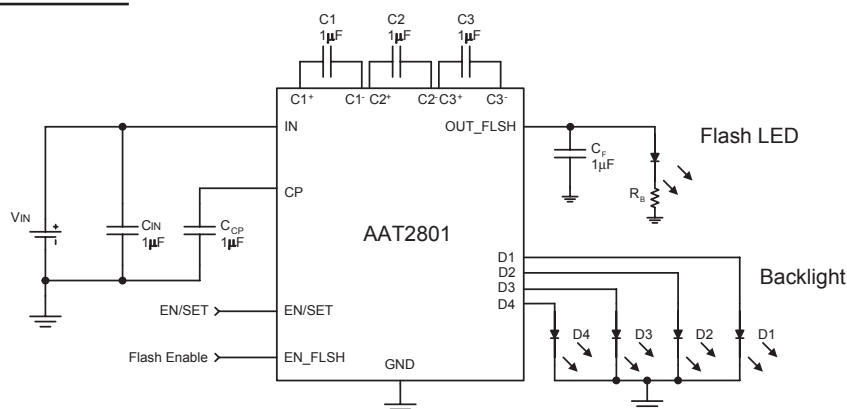 C1 C2 C3
1μF 1μF 1μF
C1+ C1- C2+ C2- C3+ C3-
IN OUT_FLSH
Flash LED
CF
1μF
CP
RB
VIN
+
-
CIN
1μF
CCP
1μF
AAT2801
D1
D2
D3
D4
Backlight
EN/SET EN/SET
D4 D3 D2 D1
Flash Enable EN_FLSH
GND